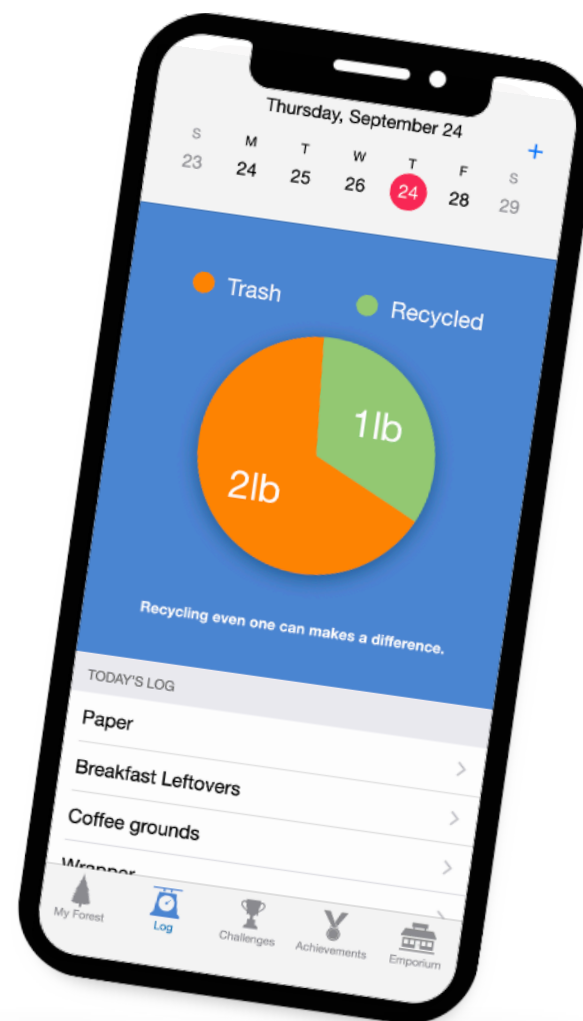 Thursday, September 24
+
S M T W T F S
23 24 25 26 24 28 29
Trash Recycled
1lb
2lb
Recycling even one can makes a difference.
TODAY'S LOG
Paper
Breakfast Leftovers
Coffee grounds
Wrapper
My Forest Log Challenges Achievements Emporium